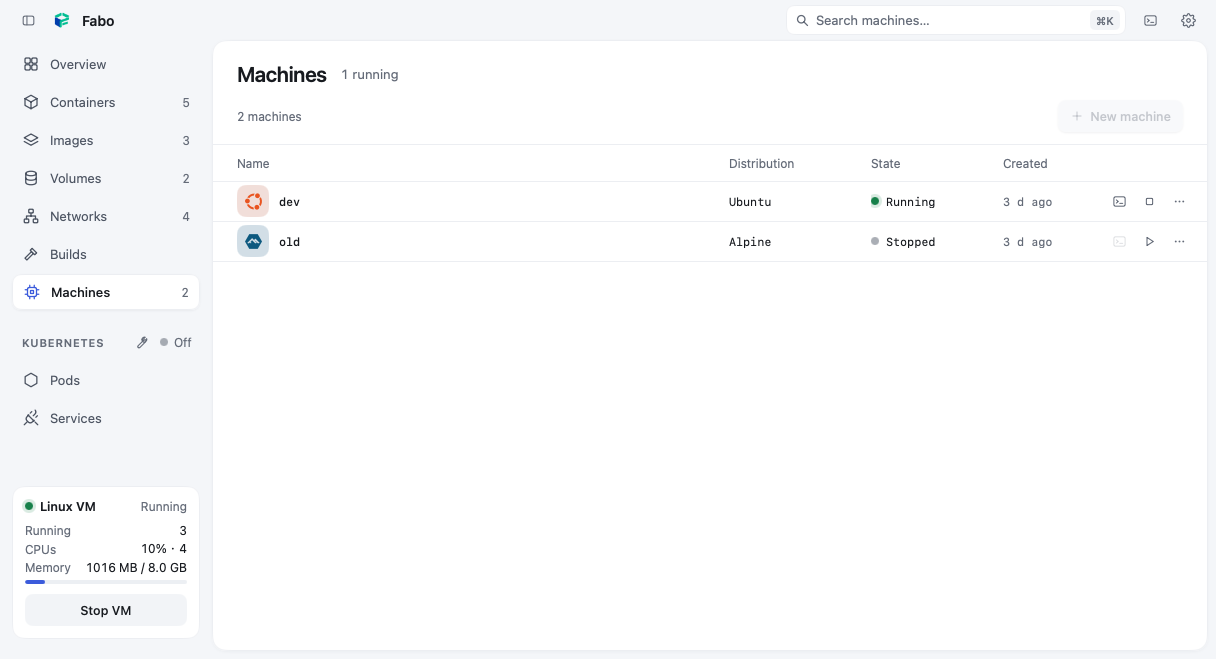 Fabo
Search machines...
⌘K
Overview
Containers 5
Images 3
Volumes 2
Networks 4
Builds
Machines 2
KUBERNETES Off
Pods
Services
Linux VM Running
Running 3
CPUs 10% · 4
Memory 1016 MB / 8.0 GB
Stop VM
Machines 1 running
2 machines
+ New machine
Name Distribution State Created
dev Ubuntu Running 3 d ago
old Alpine Stopped 3 d ago